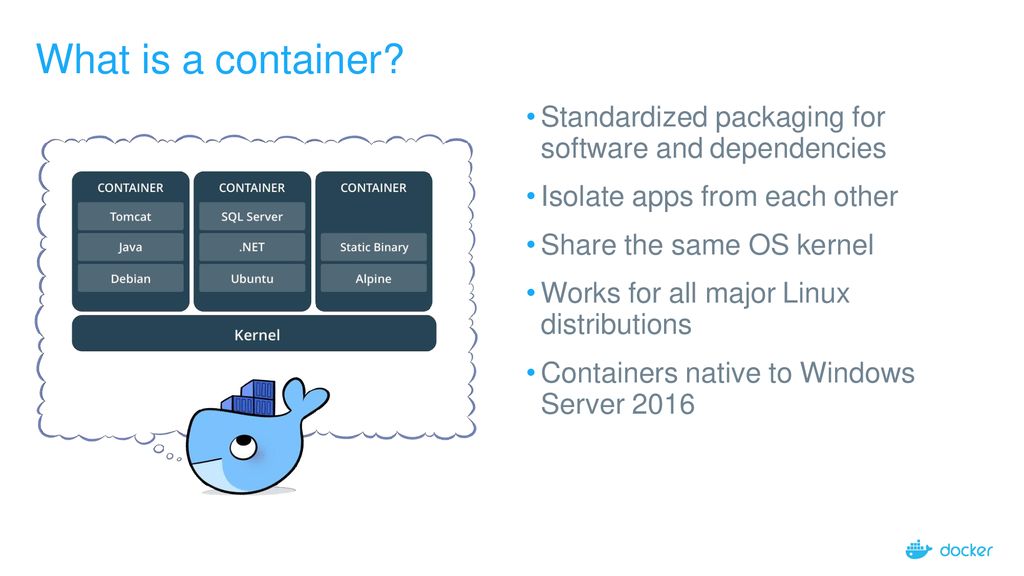 What is a container?
CONTAINER
Tomcat
Java
Debian
CONTAINER
SQL Server
.NET
Ubuntu
CONTAINER
Static Binary
Alpine
Kernel
• Standardized packaging for
software and dependencies
• Isolate apps from each other
• Share the same OS kernel
• Works for all major Linux
distributions
• Containers native to Windows
Server 2016
docker